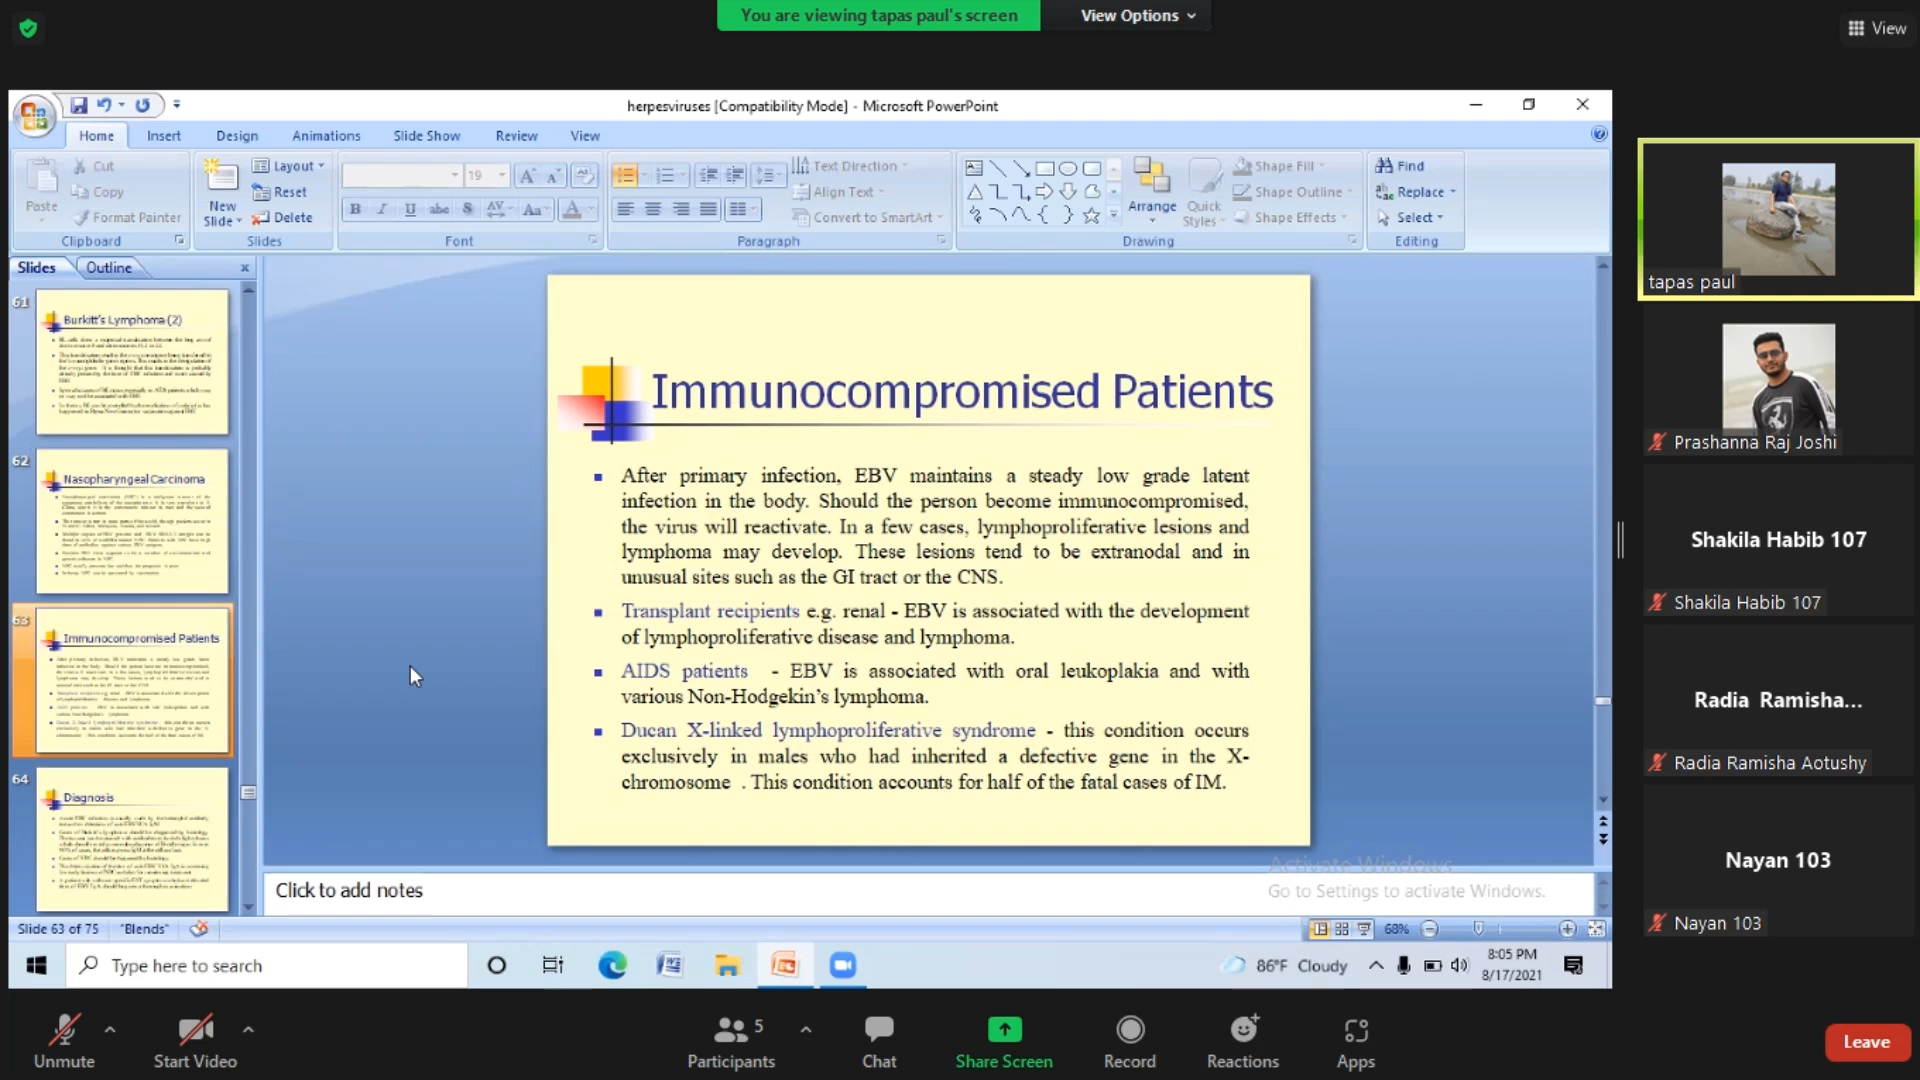 You are viewing tapas paul's screen
View Options
View
herpesviruses [Compatibility Mode] - Microsoft PowerPoint
Home
Insert
Design
Animations
Slide Show
Review
View
Paste
Cut
Copy
Format Painter
Clipboard
New
Slide
Layout
Reset
Delete
Slides
19
Font
Text Direction
Align Text
Convert to SmartArt
Paragraph
Arrange
Quick
Styles
Shape Fill
Shape Outline
Shape Effects
Drawing
Find
Replace
Select
Editing
Slides
Outline
61
Burkitt's Lymphoma (2)
62
Nasopharyngeal Carcinoma
63
Immunocompromised Patients
64
Diagnosis
Immunocompromised Patients
After primary infection, EBV maintains a steady low grade latent
infection in the body. Should the person become immunocompromised,
the virus will reactivate. In a few cases, lymphoproliferative lesions and
lymphoma may develop. These lesions tend to be extranodal and in
unusual sites such as the GI tract or the CNS.
Transplant recipients e.g. renal - EBV is associated with the development
of lymphoproliferative disease and lymphoma.
AIDS patients - EBV is associated with oral leukoplakia and with
various Non-Hodgekin's lymphoma.
Ducan X-linked lymphoproliferative syndrome - this condition occurs
exclusively in males who had inherited a defective gene in the X-
chromosome . This condition accounts for half of the fatal cases of IM.
Activate Windows
Go to Settings to activate Windows.
Click to add notes
Slide 63 of 75
"Blends"
68%
Type here to search
86°F Cloudy
8:05 PM
8/17/2021
tapas paul
Prashanna Raj Joshi
Shakila Habib 107
Shakila Habib 107
Radia Ramisha...
Radia Ramisha Aotushy
Nayan 103
Nayan 103
Unmute
Start Video
Participants
5
Chat
Share Screen
Record
Reactions
Apps
Leave